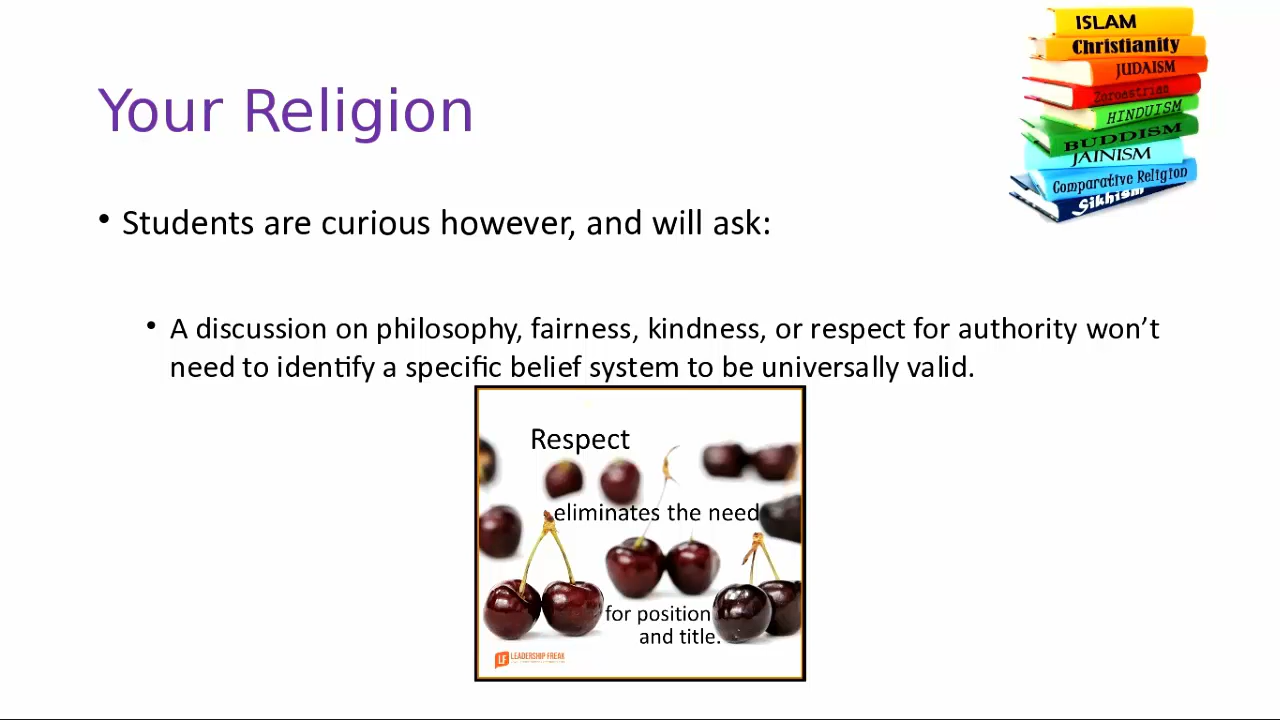 ISLAM
Christianity
JUDAISM
Zoroastrian
HINDUISM
BUDDISM
JAINISM
Comparative Religion
Sikhism
Your Religion
• Students are curious however, and will ask:
• A discussion on philosophy, fairness, kindness, or respect for authority won’t
need to identify a specific belief system to be universally valid.
Respect
eliminates the need
for position
and title.
LF LEADERSHIP FREAK